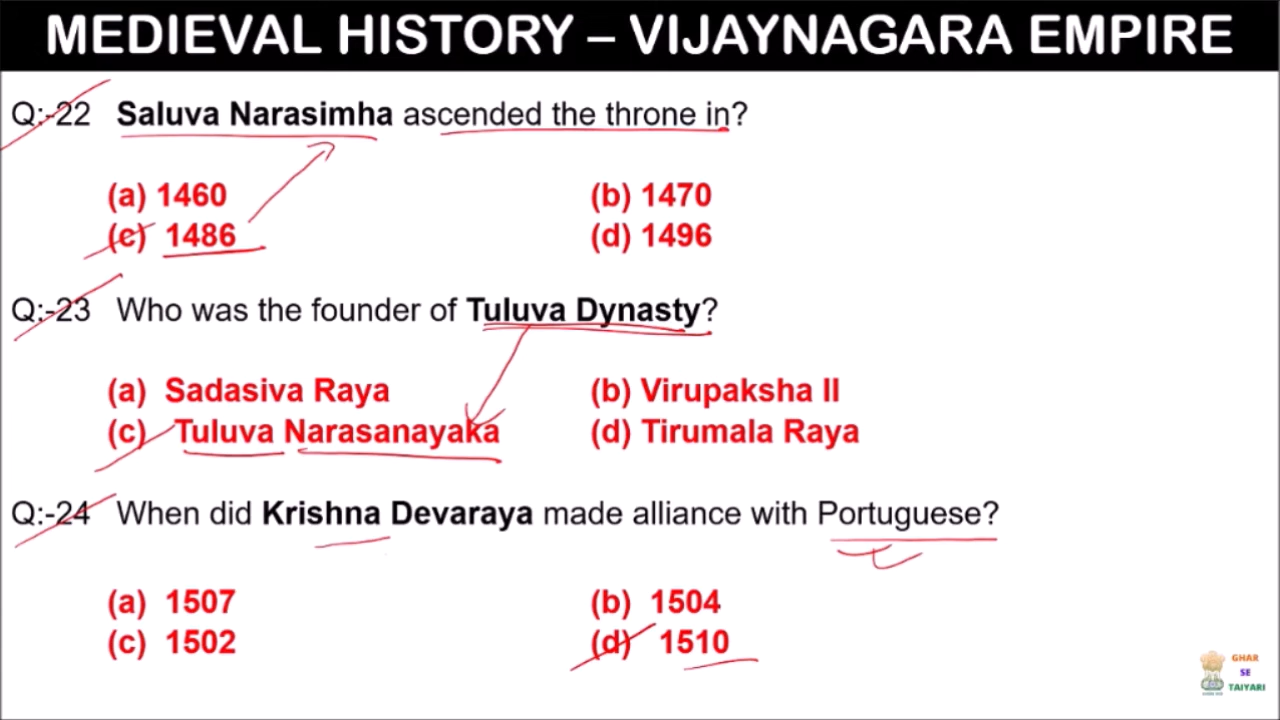 MEDIEVAL HISTORY – VIJAYNAGARA EMPIRE
Q:-22 Saluva Narasimha ascended the throne in?
(a) 1460 (b) 1470
(c) 1486 (d) 1496
Q:-23 Who was the founder of Tuluva Dynasty?
(a) Sadasiva Raya (b) Virupaksha II
(c) Tuluva Narasanayaka (d) Tirumala Raya
Q:-24 When did Krishna Devaraya made alliance with Portuguese?
(a) 1507 (b) 1504
(c) 1502 (d) 1510
GHAR
SE
TAIYARI